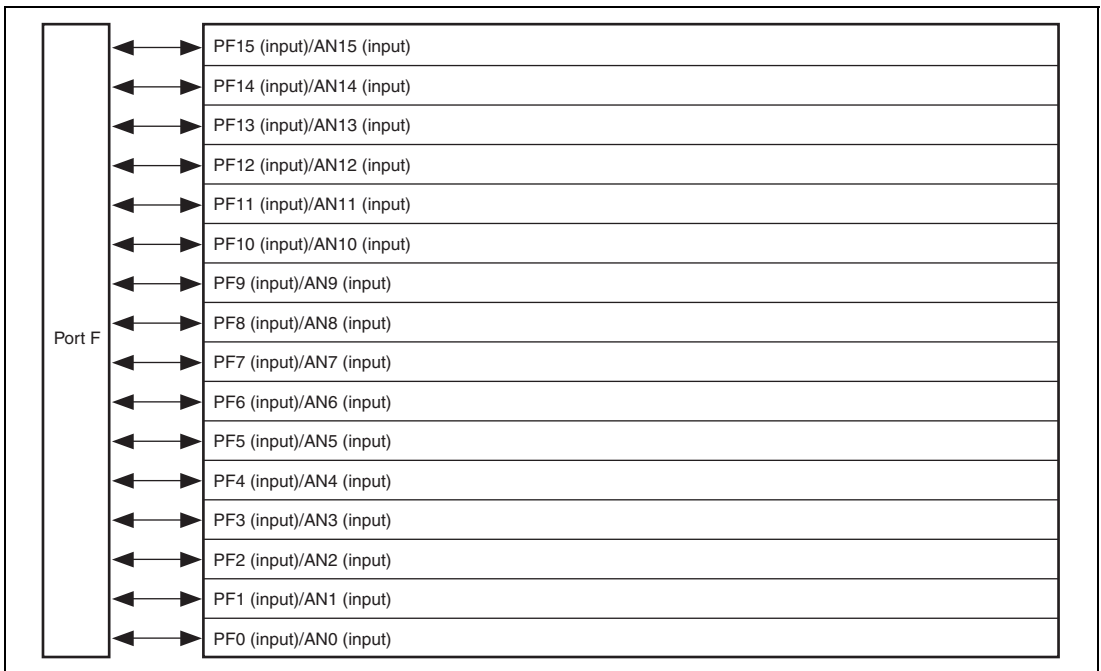 PF15 (input)/AN15 (input)
PF14 (input)/AN14 (input)
PF13 (input)/AN13 (input)
PF12 (input)/AN12 (input)
PF11 (input)/AN11 (input)
PF10 (input)/AN10 (input)
PF9 (input)/AN9 (input)
PF8 (input)/AN8 (input)
Port F
PF7 (input)/AN7 (input)
PF6 (input)/AN6 (input)
PF5 (input)/AN5 (input)
PF4 (input)/AN4 (input)
PF3 (input)/AN3 (input)
PF2 (input)/AN2 (input)
PF1 (input)/AN1 (input)
PF0 (input)/AN0 (input)